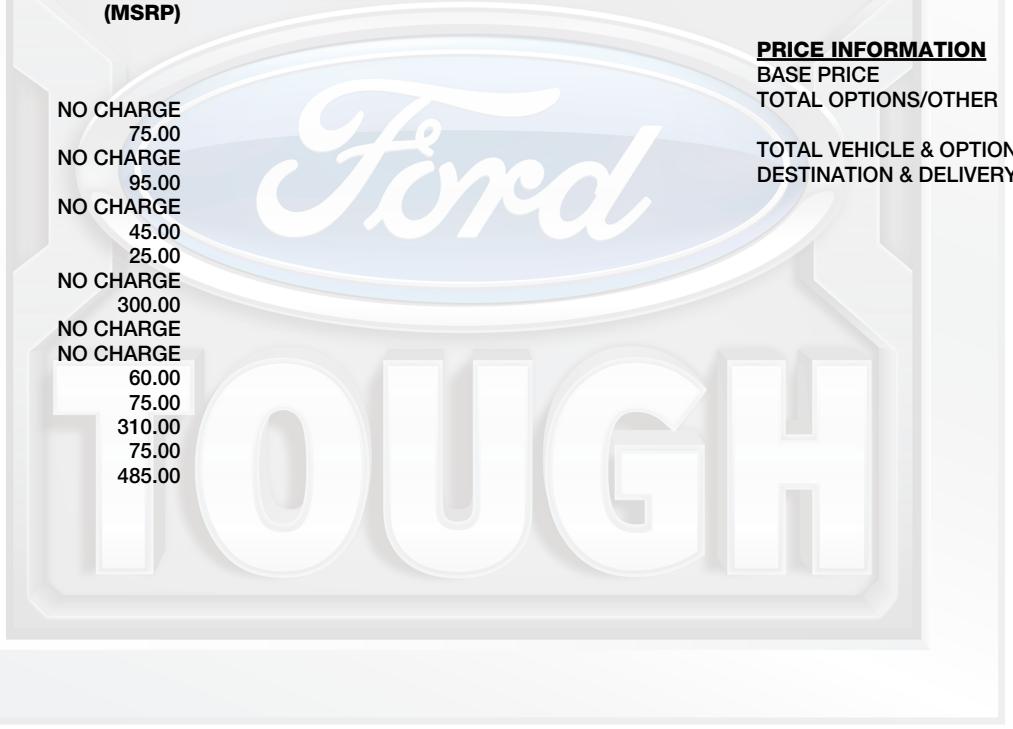 (MSRP)
NO CHARGE
75.00
NO CHARGE
95.00
NO CHARGE
45.00
25.00
NO CHARGE
300.00
NO CHARGE
NO CHARGE
60.00
75.00
310.00
75.00
485.00
PRICE INFORMATION
BASE PRICE
TOTAL OPTIONS/OTHER
TOTAL VEHICLE & OPTION
DESTINATION & DELIVERY
Ford
TOUGH